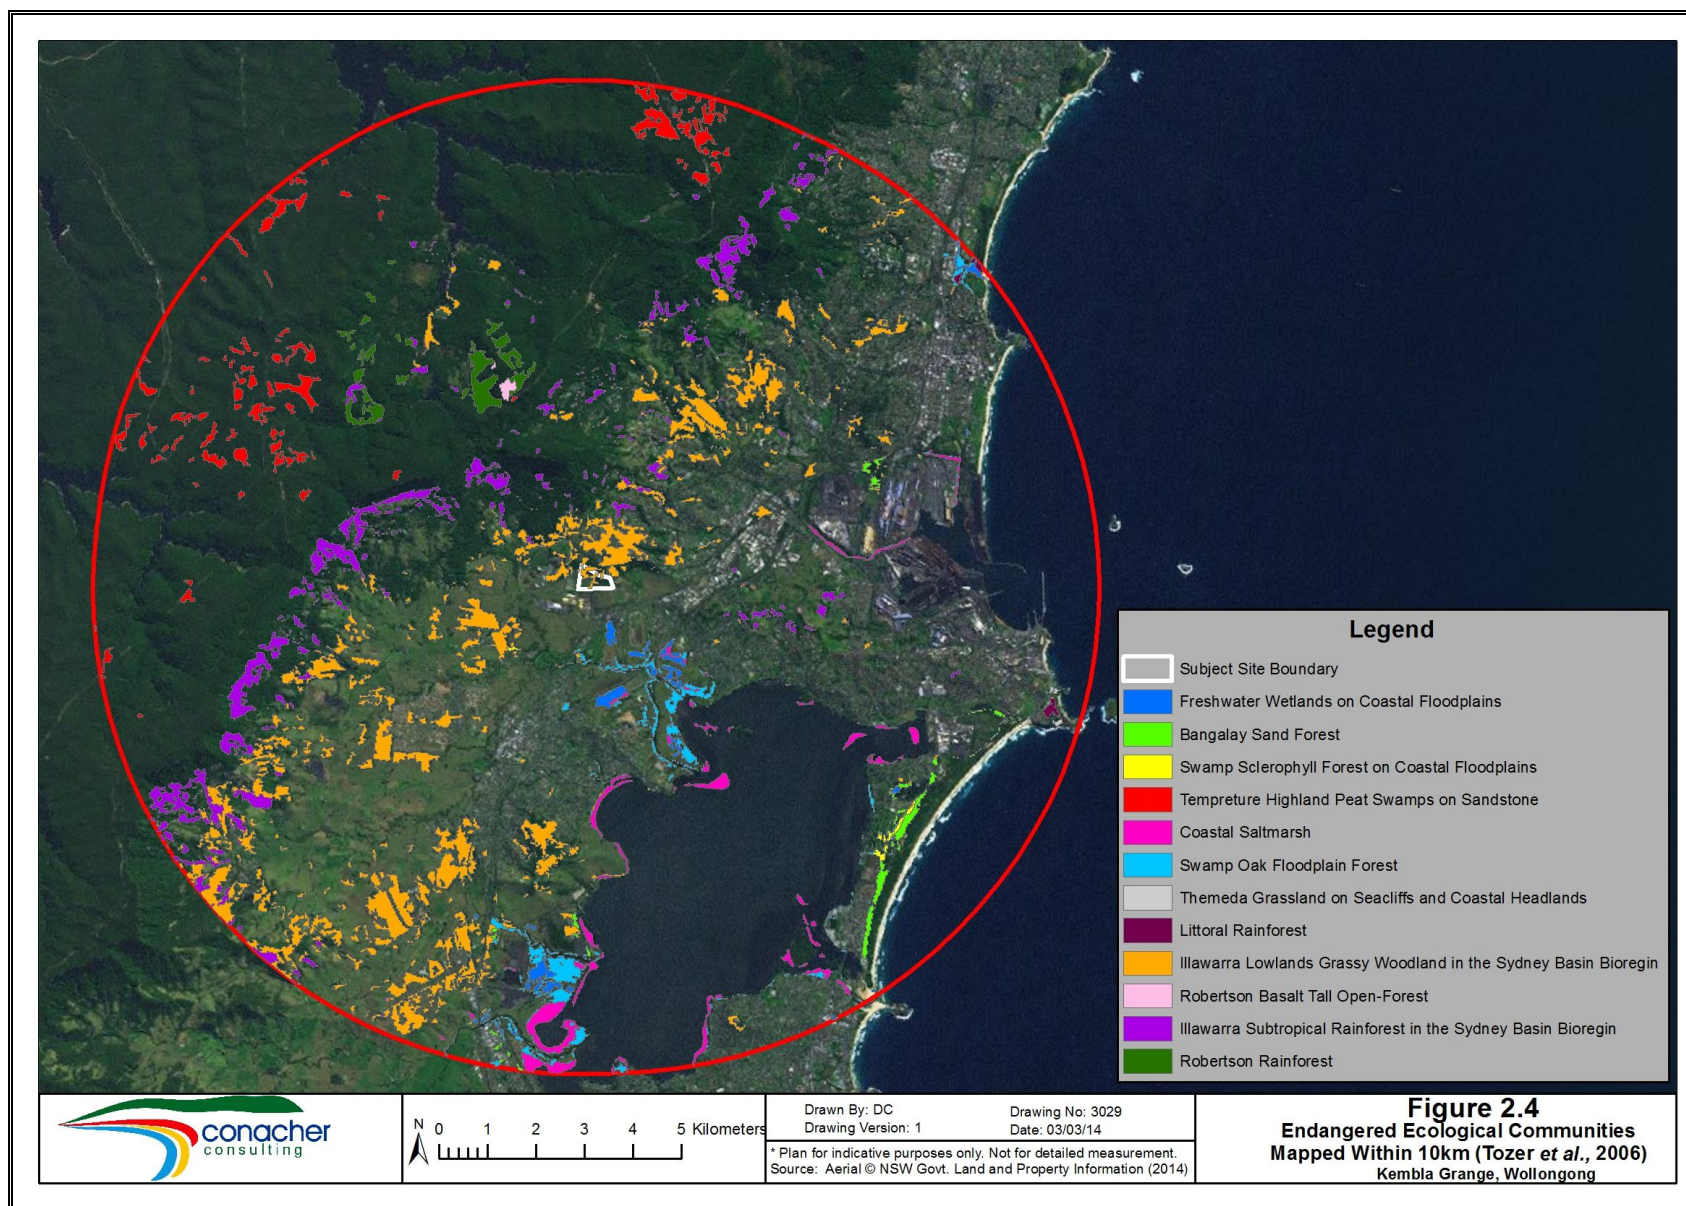 Legend
Subject Site Boundary
Freshwater Wetlands on Coastal Floodplains
Bangalay Sand Forest
Swamp Sclerophyll Forest on Coastal Floodplains
Tempreture Highland Peat Swamps on Sandstone
Coastal Saltmarsh
Swamp Oak Floodplain Forest
Themeda Grassland on Seacliffs and Coastal Headlands
Littoral Rainforest
Illawarra Lowlands Grassy Woodland in the Sydney Basin Bioregin
Robertson Basalt Tall Open-Forest
Illawarra Subtropical Rainforest in the Sydney Basin Bioregin
Robertson Rainforest
conacher
consulting
N
0 1 2 3 4 5 Kilometers
Drawn By: DC
Drawing Version: 1
Drawing No: 3029
Date: 03/03/14
* Plan for indicative purposes only. Not for detailed measurement.
Source: Aerial © NSW Govt. Land and Property Information (2014)
Figure 2.4
Endangered Ecological Communities
Mapped Within 10km (Tozer et al., 2006)
Kembla Grange, Wollongong